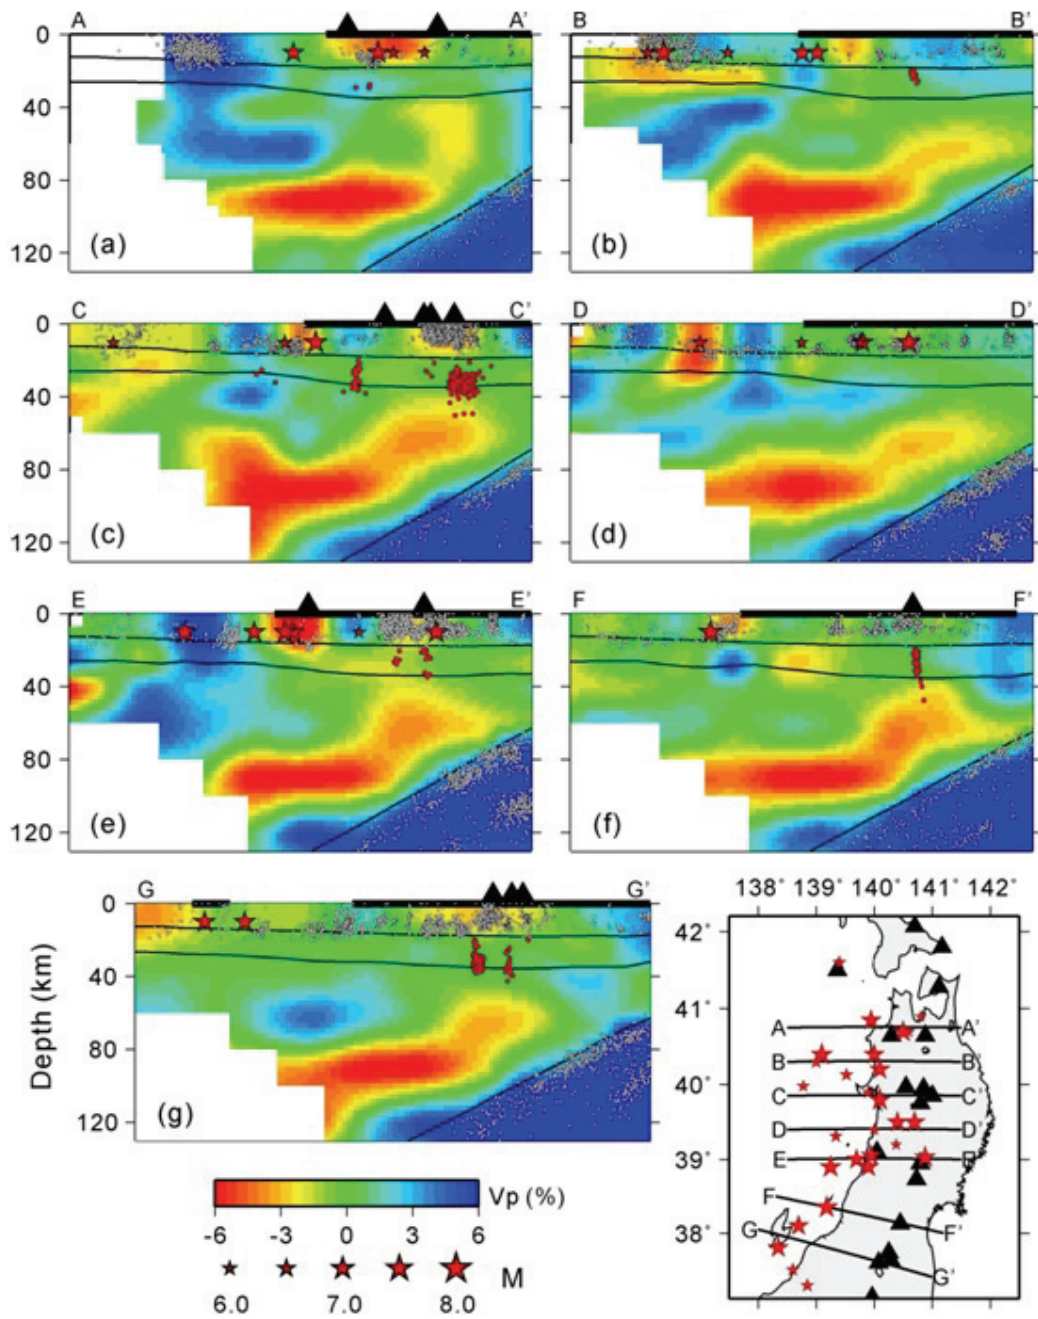 A A' B B'
0
40
80
120
(a) (b)
C C' D D'
0
40
80
120
(c) (d)
E E' F F'
0
40
80
120
(e) (f)
G G'
0
40
80
120
Depth (km)
(g)
Vp (%)
-6 -3 0 3 6
M
6.0 7.0 8.0
138° 139° 140° 141° 142°
42°
41°
40°
39°
38°
A A'
B B'
C C'
D D'
E E'
F F'
G G'